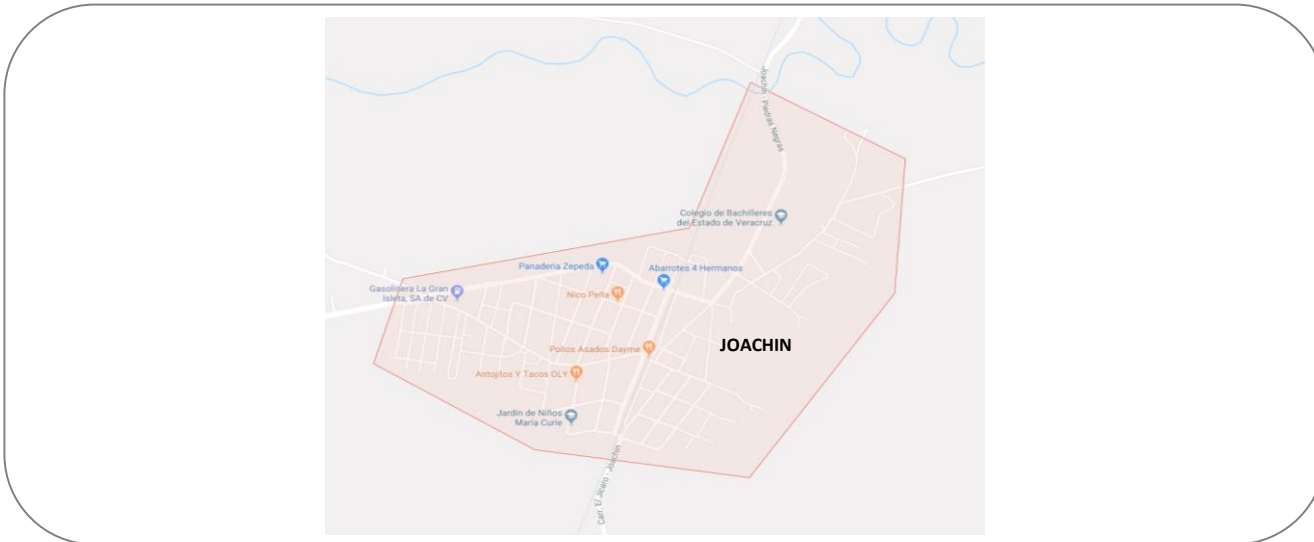 Joachin - Piedras Negras
Colegio de Bachilleres
del Estado de Veracruz
Panaderia Zepeda
Abarrotes 4 Hermanos
Gasolinera La Gran
Isleta, SA de CV
Nico Peña
JOACHIN
Pollos Asados Dayme
Antojitos Y Tacos OLY
Jardín de Niños
María Curie
Carr. El Jícaro - Joachin